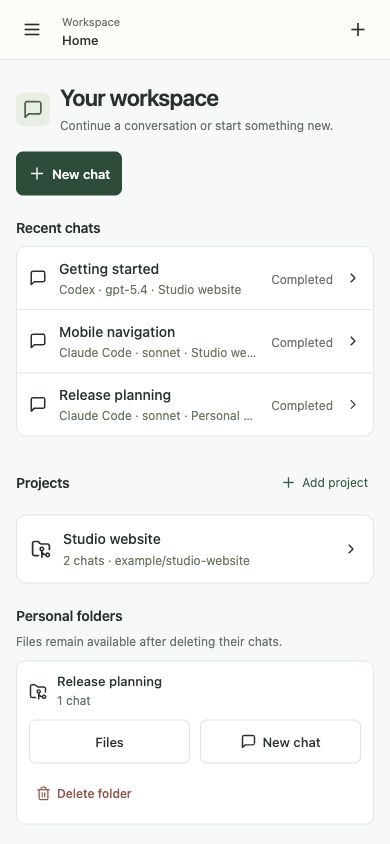 Workspace
Home
Your workspace
Continue a conversation or start something new.
New chat
Recent chats
Getting started
Codex · gpt-5.4 · Studio website
Completed
Mobile navigation
Claude Code · sonnet · Studio we...
Completed
Release planning
Claude Code · sonnet · Personal ...
Completed
Projects
Add project
Studio website
2 chats · example/studio-website
Personal folders
Files remain available after deleting their chats.
Release planning
1 chat
Files
New chat
Delete folder